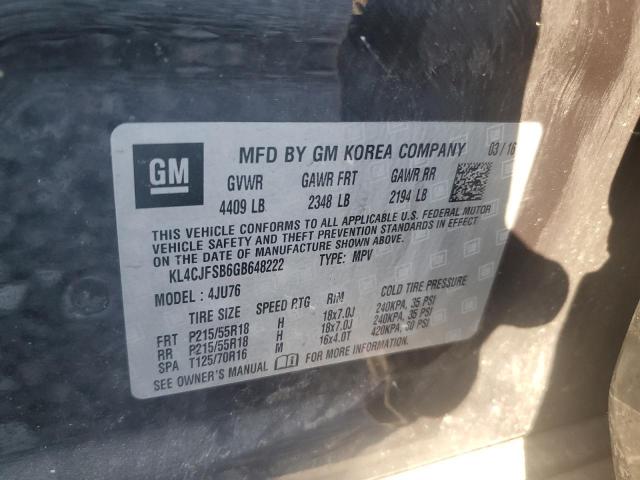 GM MFD BY GM KOREA COMPANY 03/16
GVWR GAWR FRT GAWR RR
4409 LB 2348 LB 2194 LB
THIS VEHICLE CONFORMS TO ALL APPLICABLE U.S. FEDERAL MOTOR
VEHICLE SAFETY AND THEFT PREVENTION STANDARDS IN EFFECT
ON THE DATE OF MANUFACTURE SHOWN ABOVE.
KL4CJFSB6GB648222 TYPE: MPV
MODEL: 4JU76
TIRE SIZE SPEED RTG RIM COLD TIRE PRESSURE
FRT P215/55R18 H 18x7.0J 240KPA, 35 PSI
RR P215/55R18 H 18x7.0J 240KPA, 35 PSI
SPA T125/70R16 M 16x4.0T 420KPA, 60 PSI
SEE OWNER'S MANUAL FOR MORE INFORMATION.